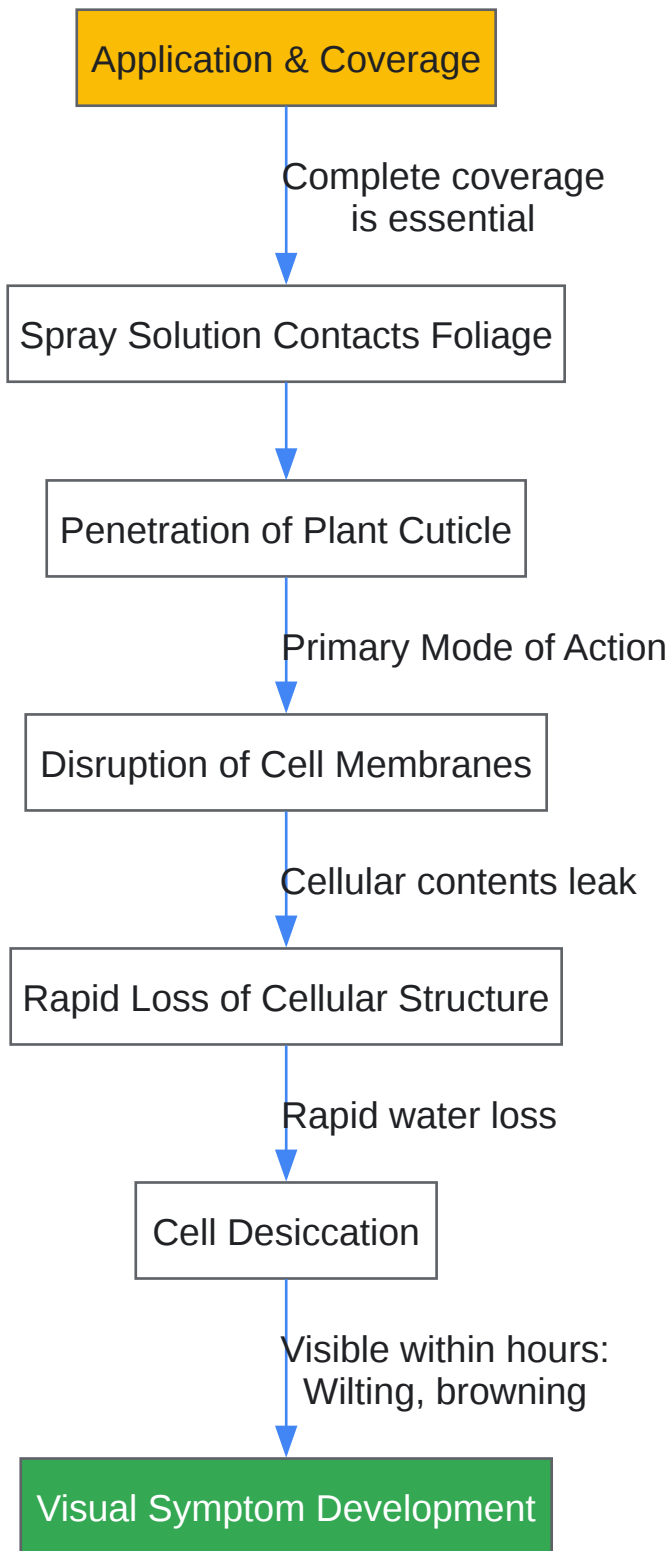 Application & Coverage
Complete coverage
is essential
Spray Solution Contacts Foliage
Penetration of Plant Cuticle
Primary Mode of Action
Disruption of Cell Membranes
Cellular contents leak
Rapid Loss of Cellular Structure
Rapid water loss
Cell Desiccation
Visible within hours:
Wilting, browning
Visual Symptom Development